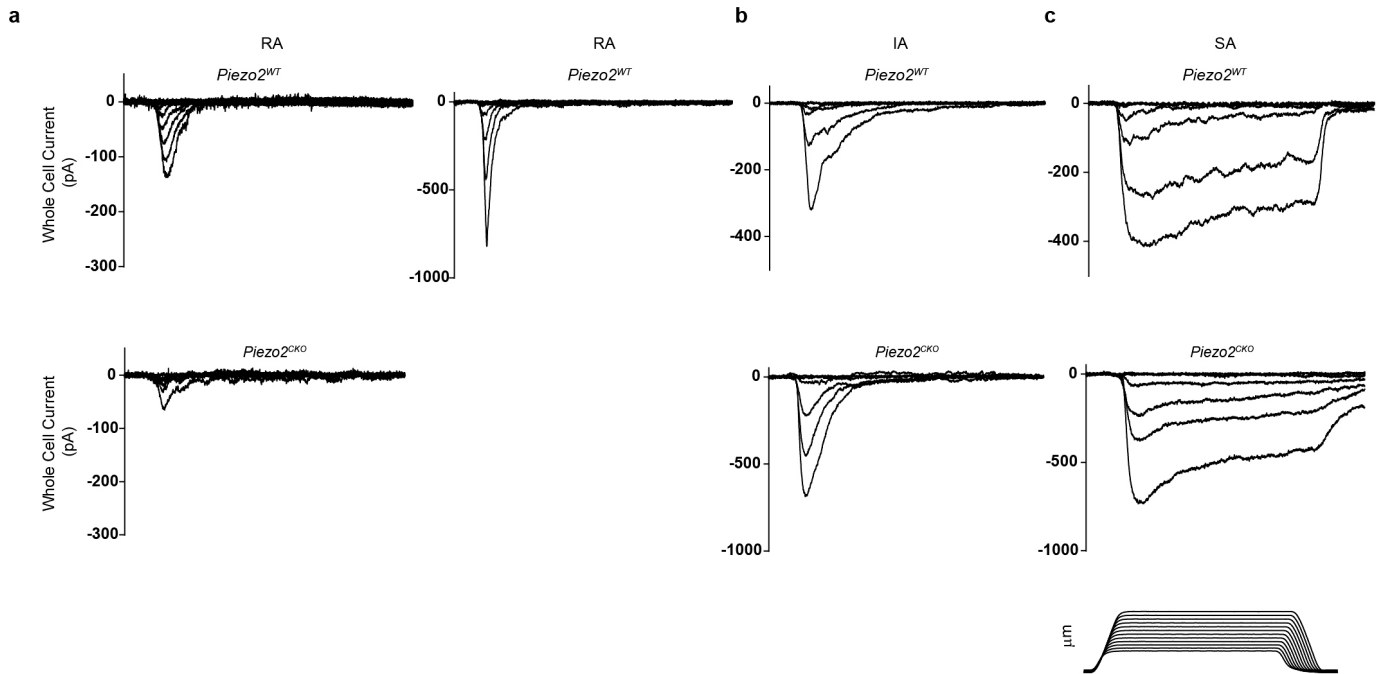 a
b
c
RA
RA
IA
SA
Piezo2WT
Piezo2WT
Piezo2WT
Piezo2WT
Whole Cell Current
(pA)
0
-100
-200
-300
0
-500
-1000
0
-200
-400
0
-200
-400
Piezo2CKO
Piezo2CKO
Piezo2CKO
Whole Cell Current
(pA)
0
-100
-200
-300
0
-500
-1000
0
-500
-1000
μm